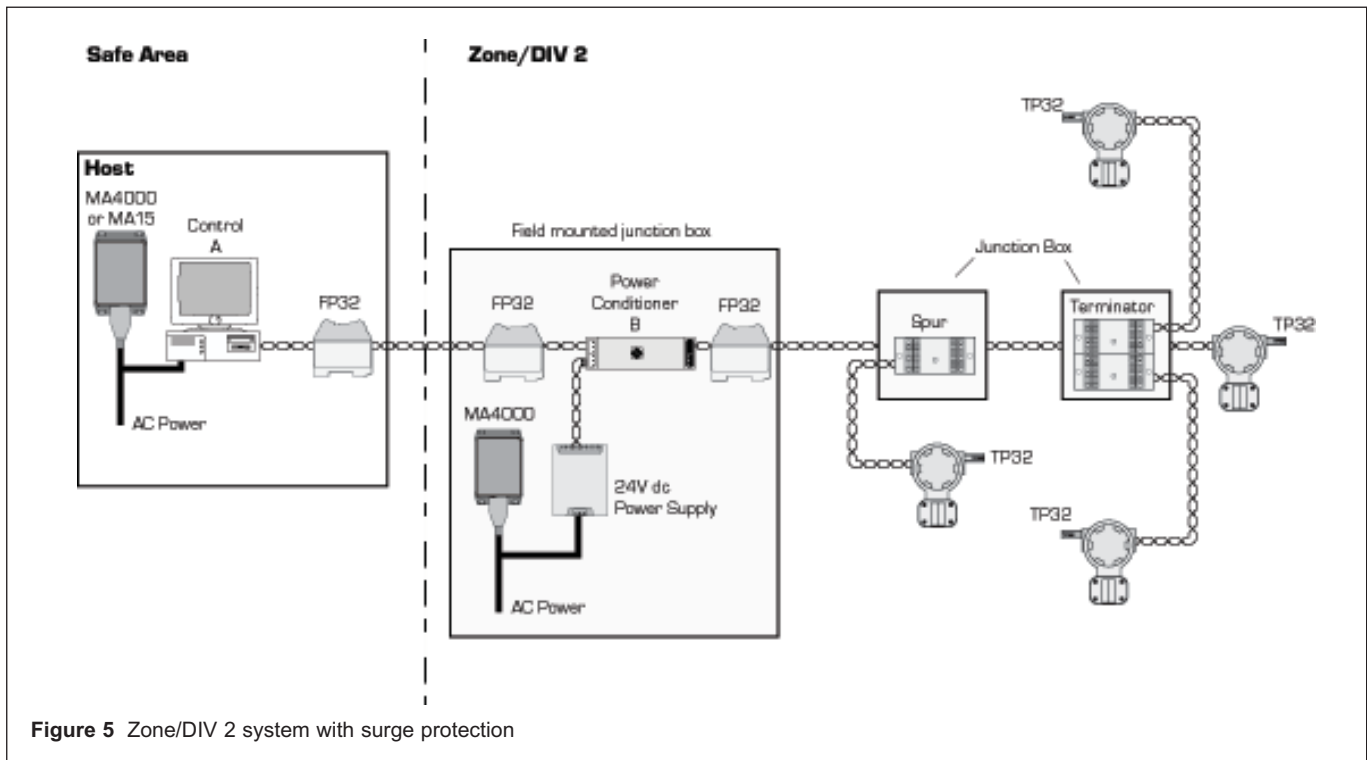 Safe Area
Zone/DIV 2
Host
MA4000
or MA15
Control
A
FP32
AC Power
Field mounted junction box
FP32
Power
Conditioner
B
FP32
MA4000
24V dc
Power Supply
AC Power
Junction Box
Spur
Terminator
TP32
TP32
TP32
TP32
Figure 5 Zone/DIV 2 system with surge protection